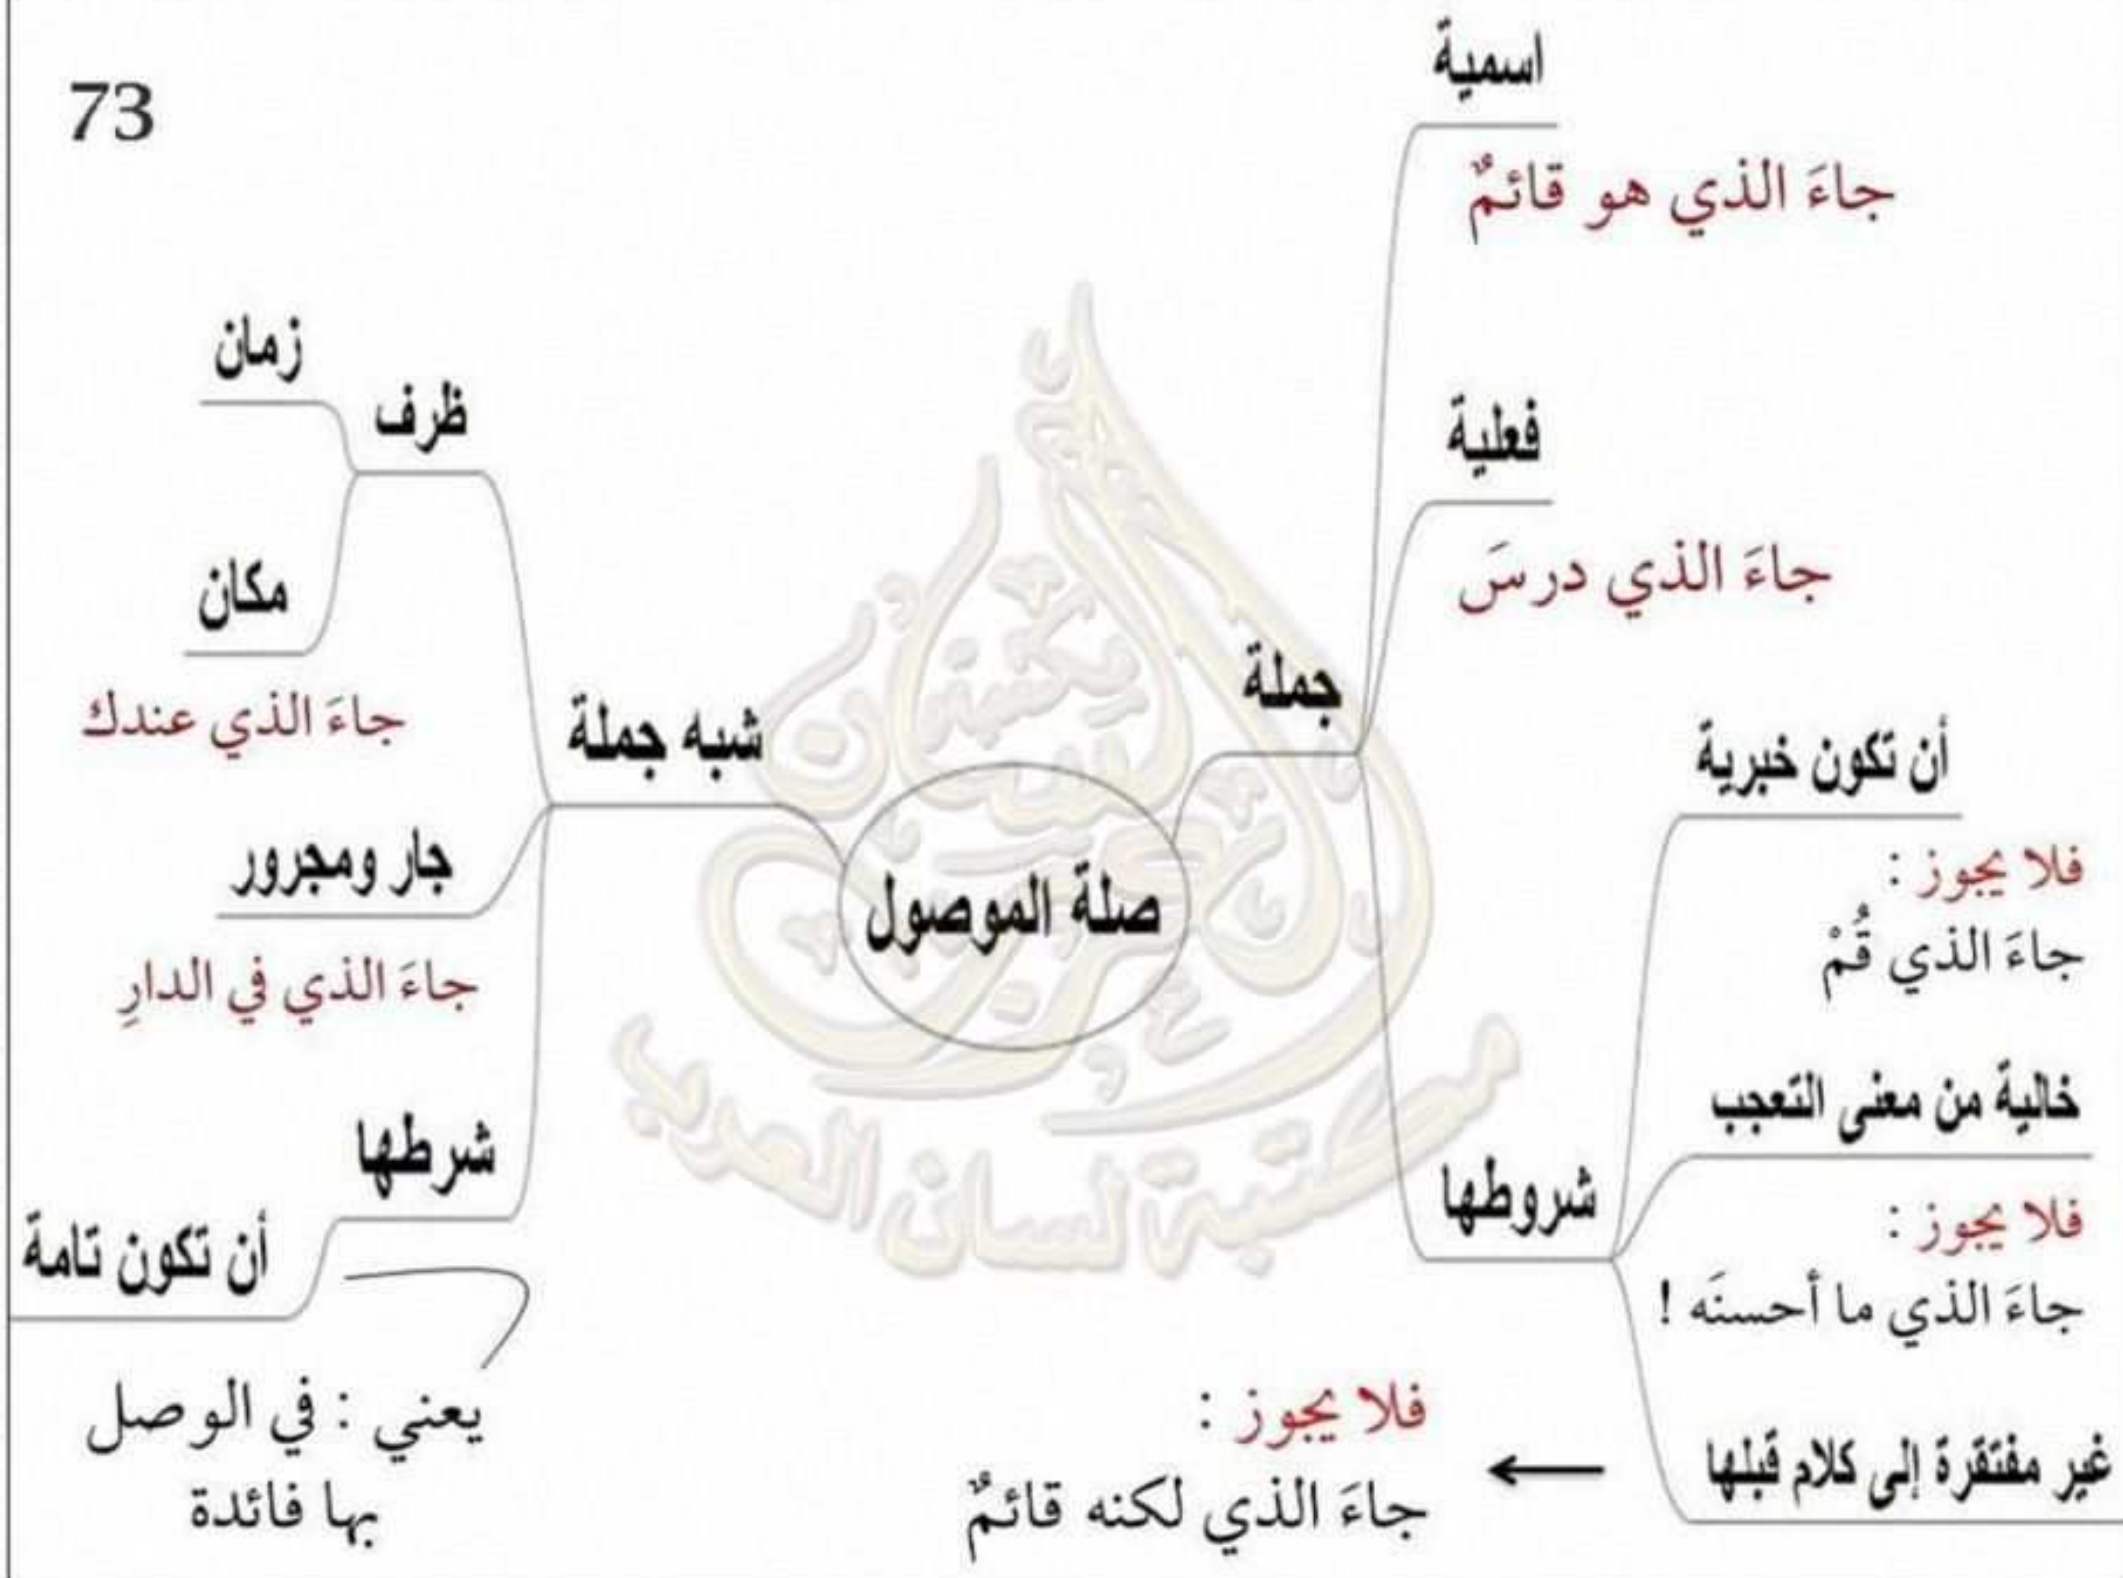 73
صلة الموصول
جملة
اسمية
جاءَ الذي هو قائمٌ
فعلية
جاءَ الذي درسَ
شروطها
أن تكون خبرية
فلا يجوز :
جاءَ الذي قُمْ
خالية من معنى التعجب
فلا يجوز :
جاءَ الذي ما أحسنَه !
غير مفتقرة إلى كلام قبلها
فلا يجوز :
جاءَ الذي لكنه قائمٌ
شبه جملة
ظرف
زمان
مكان
جاءَ الذي عندك
جار ومجرور
جاءَ الذي في الدارِ
شرطها
أن تكون تامة
يعني : في الوصل
بها فائدة
مكتبة لسان العرب